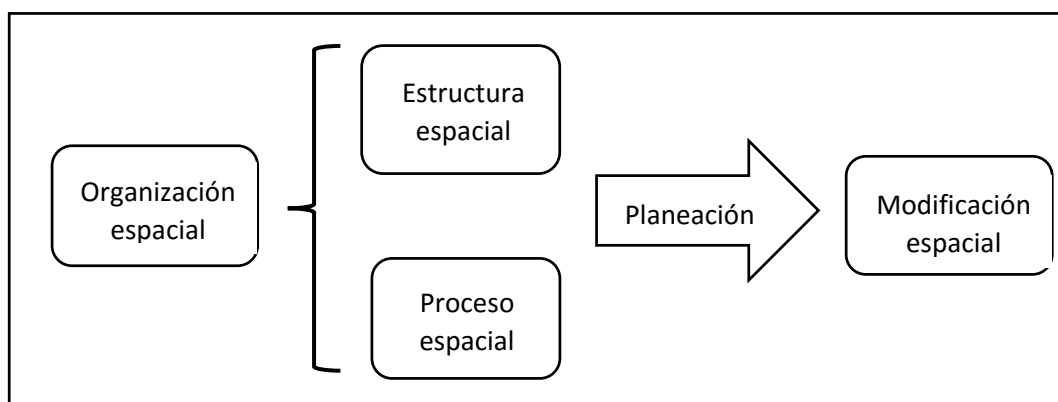 Organización
espacial
Estructura
espacial
Proceso
espacial
Planeación
Modificación
espacial